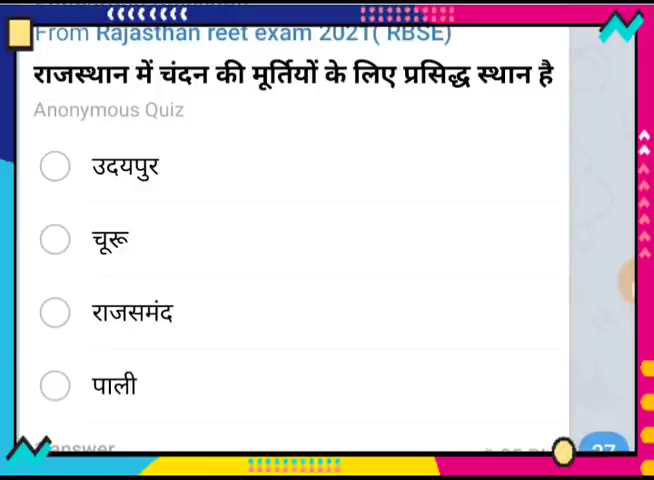 From Rajasthan reet exam 2021( RBSE)
राजस्थान में चंदन की मूर्तियों के लिए प्रसिद्ध स्थान है
Anonymous Quiz
उदयपुर
चूरू
राजसमंद
पाली